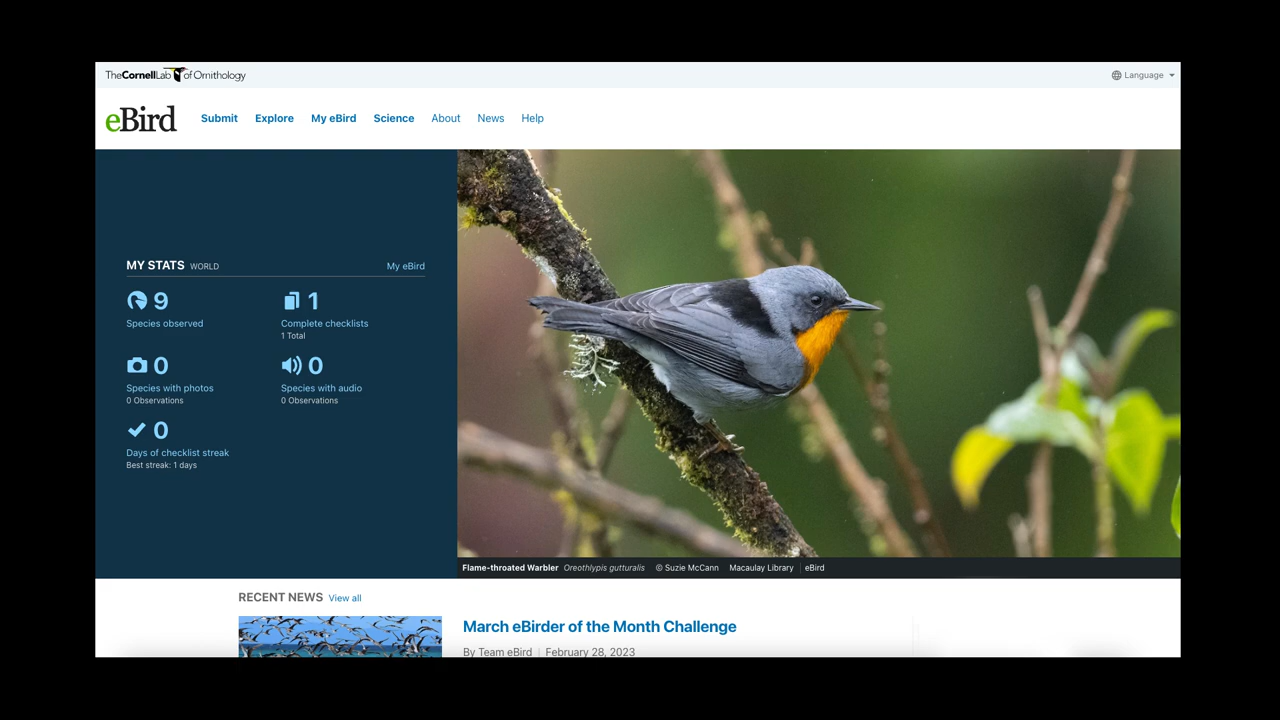 TheCornellLab of Ornithology
Language
eBird
Submit Explore My eBird Science About News Help
MY STATS WORLD My eBird
9 1
Species observed Complete checklists
1 Total
0 0
Species with photos Species with audio
0 Observations 0 Observations
0
Days of checklist streak
Best streak: 1 days
Flame-throated Warbler Oreothlypis gutturalis © Suzie McCann Macaulay Library eBird
RECENT NEWS View all
March eBirder of the Month Challenge
By Team eBird February 28, 2023